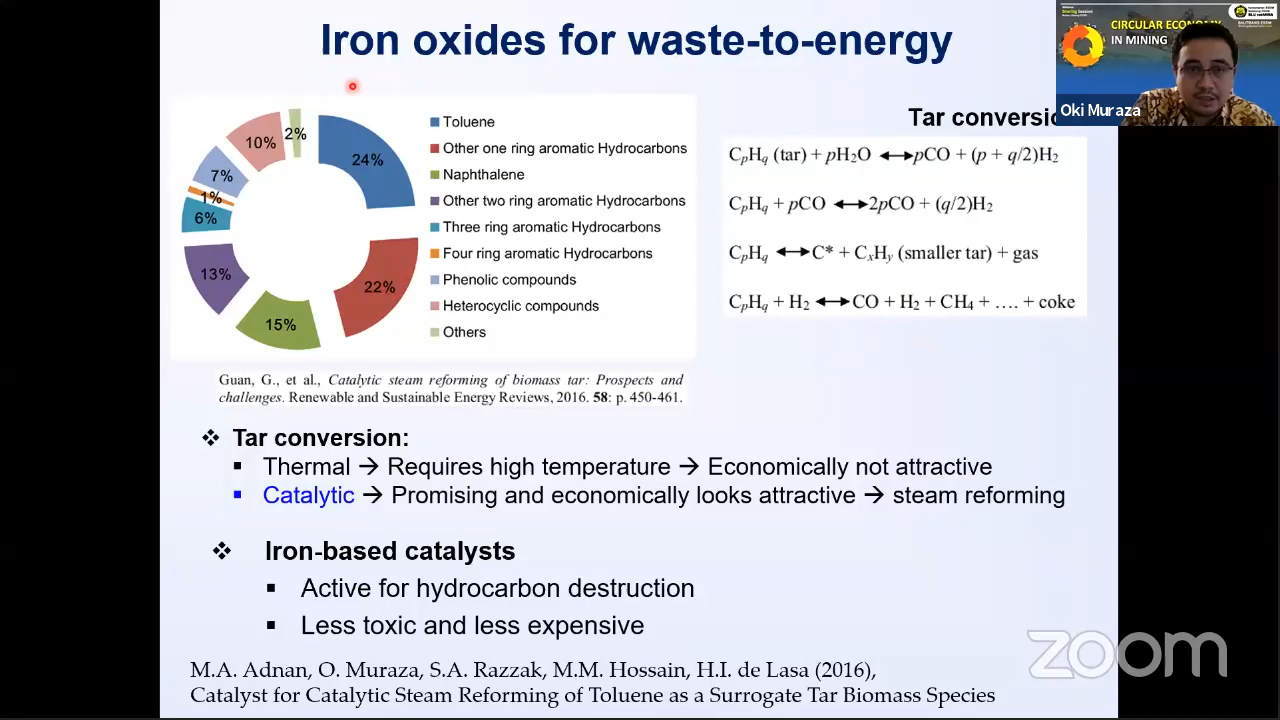 Iron oxides for waste-to-energy
CIRCULAR ECONOMY
IN MINING
Oki Muraza
24%
22%
15%
13%
6%
1%
7%
10%
2%
Toluene
Other one ring aromatic Hydrocarbons
Naphthalene
Other two ring aromatic Hydrocarbons
Three ring aromatic Hydrocarbons
Four ring aromatic Hydrocarbons
Phenolic compounds
Heterocyclic compounds
Others
Guan, G., et al., Catalytic steam reforming of biomass tar: Prospects and
challenges. Renewable and Sustainable Energy Reviews, 2016. 58: p. 450-461.
Tar conversio
CpHq (tar) + pH2O ↔ pCO + (p + q/2)H2
CpHq + pCO ↔ 2pCO + (q/2)H2
CpHq ↔ C* + CxHy (smaller tar) + gas
CpHq + H2 ↔ CO + H2 + CH4 + …. + coke
❖ Tar conversion:
▪ Thermal → Requires high temperature → Economically not attractive
▪ Catalytic → Promising and economically looks attractive → steam reforming
❖ Iron-based catalysts
▪ Active for hydrocarbon destruction
▪ Less toxic and less expensive
M.A. Adnan, O. Muraza, S.A. Razzak, M.M. Hossain, H.I. de Lasa (2016),
Catalyst for Catalytic Steam Reforming of Toluene as a Surrogate Tar Biomass Species
zoom